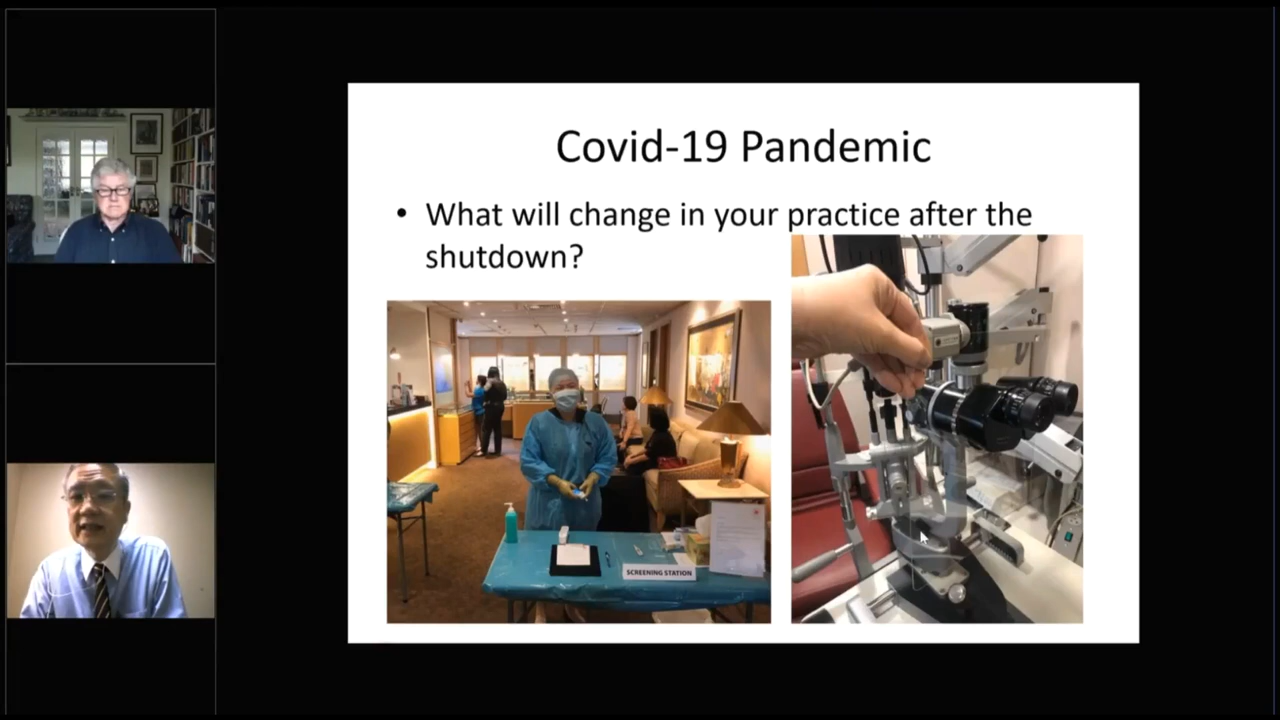 Covid-19 Pandemic
• What will change in your practice after the
shutdown?
SCREENING STATION